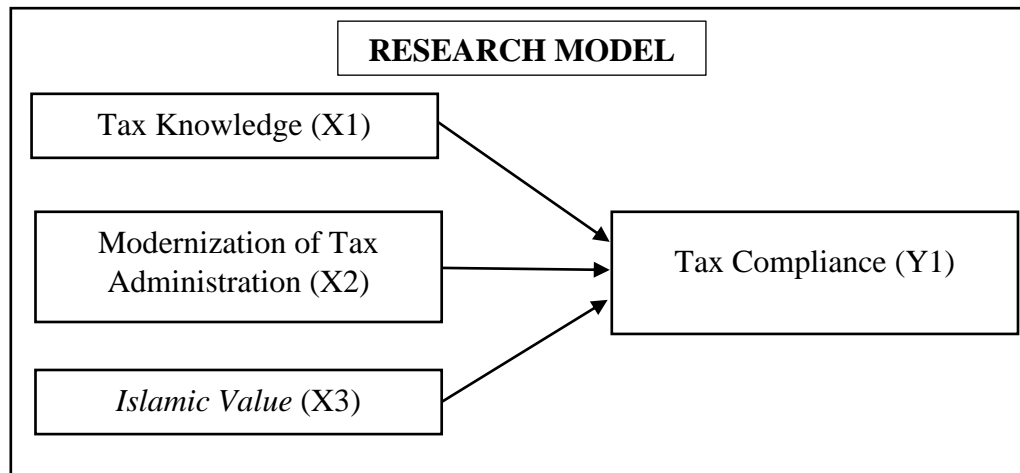 RESEARCH MODEL
Tax Knowledge (X1)
Modernization of Tax
Administration (X2)
Tax Compliance (Y1)
Islamic Value (X3)